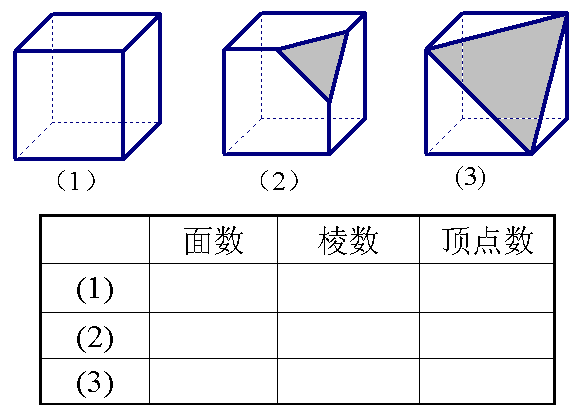 （1） （2） (3)
面数 棱数 顶点数
(1)
(2)
(3)